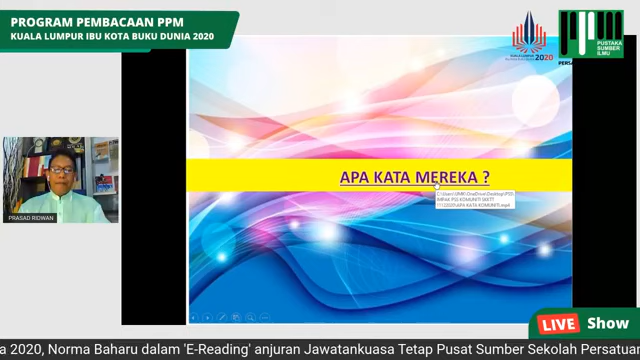 PROGRAM PEMBACAAN PPM
KUALA LUMPUR IBU KOTA BUKU DUNIA 2020
2020
PUSTAKA
SUMBER
ILMU
PERSA
APA KATA MEREKA ?
PRASAD RIDWAN
LIVE Show
a 2020, Norma Baharu dalam 'E-Reading' anjuran Jawatankuasa Tetap Pusat Sumber Sekolah Persatuan